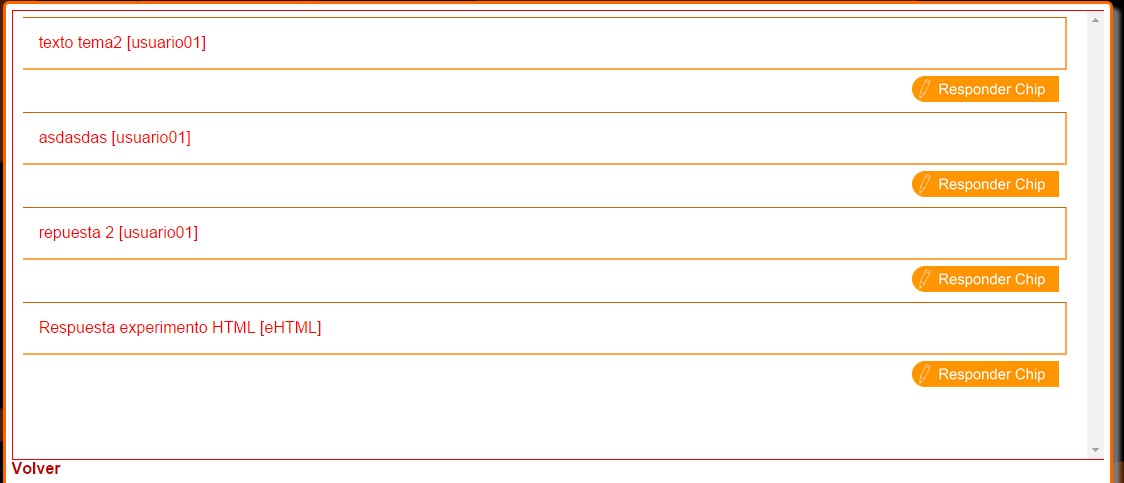 texto tema2 [usuario01]
Responder Chip
asdasdas [usuario01]
Responder Chip
repuesta 2 [usuario01]
Responder Chip
Respuesta experimento HTML [eHTML]
Responder Chip
Volver